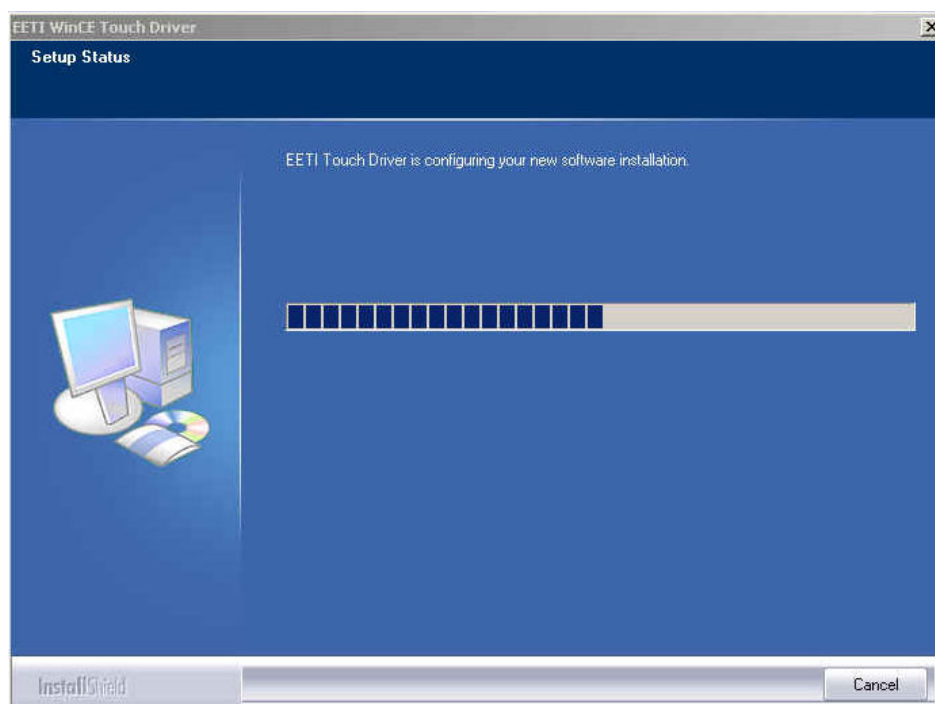 EETI WinCE Touch Driver
Setup Status
EETI Touch Driver is configuring your new software installation.
InstallShield
Cancel